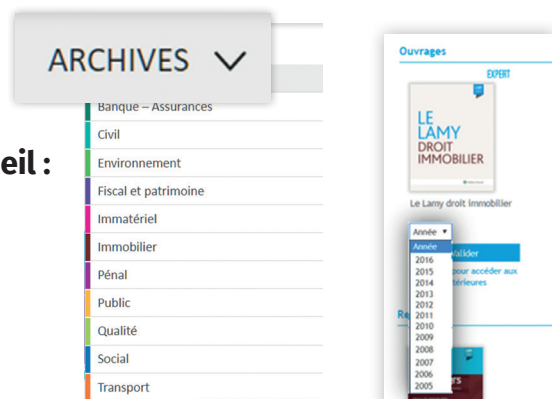 ARCHIVES
eil :
Banque – Assurances
Civil
Environnement
Fiscal et patrimoine
Immatériel
Immobilier
Pénal
Public
Qualité
Social
Transport
Ouvrages
EXPERT
LE
LAMY
DROIT
IMMOBILIER
Le Lamy droit immobilier
Année
Année
Valider
2016
2015 pour accéder aux
2014 térieures
2013
2012
2011
2010
2009
2008
2007
2006
2005